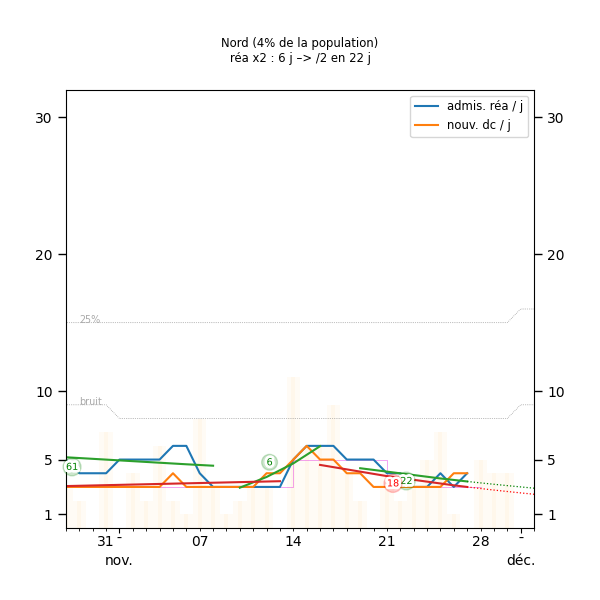 Nord (4% de la population)
réa x2 : 6 j –> /2 en 22 j
admis. réa / j
nouv. dc / j
30
30
20
20
25%
10
10
bruit
5
5
61
6
18
22
1
1
31 - 07 14 21 28 -
nov. déc.